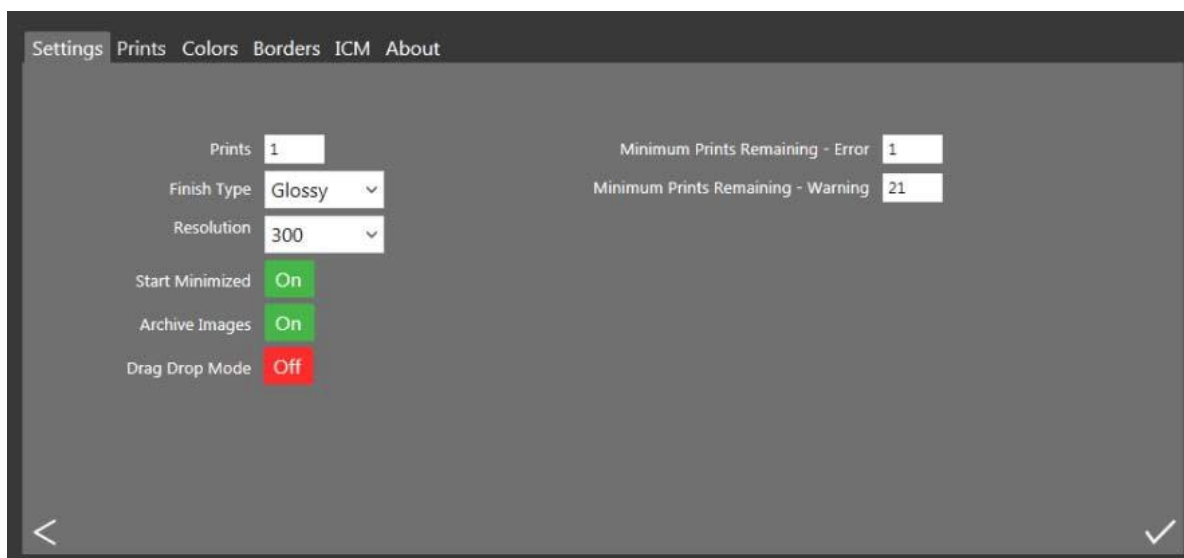 Settings Prints Colors Borders ICM About
Prints 1
Finish Type Glossy
Resolution 300
Start Minimized On
Archive Images On
Drag Drop Mode Off
Minimum Prints Remaining - Error 1
Minimum Prints Remaining - Warning 21